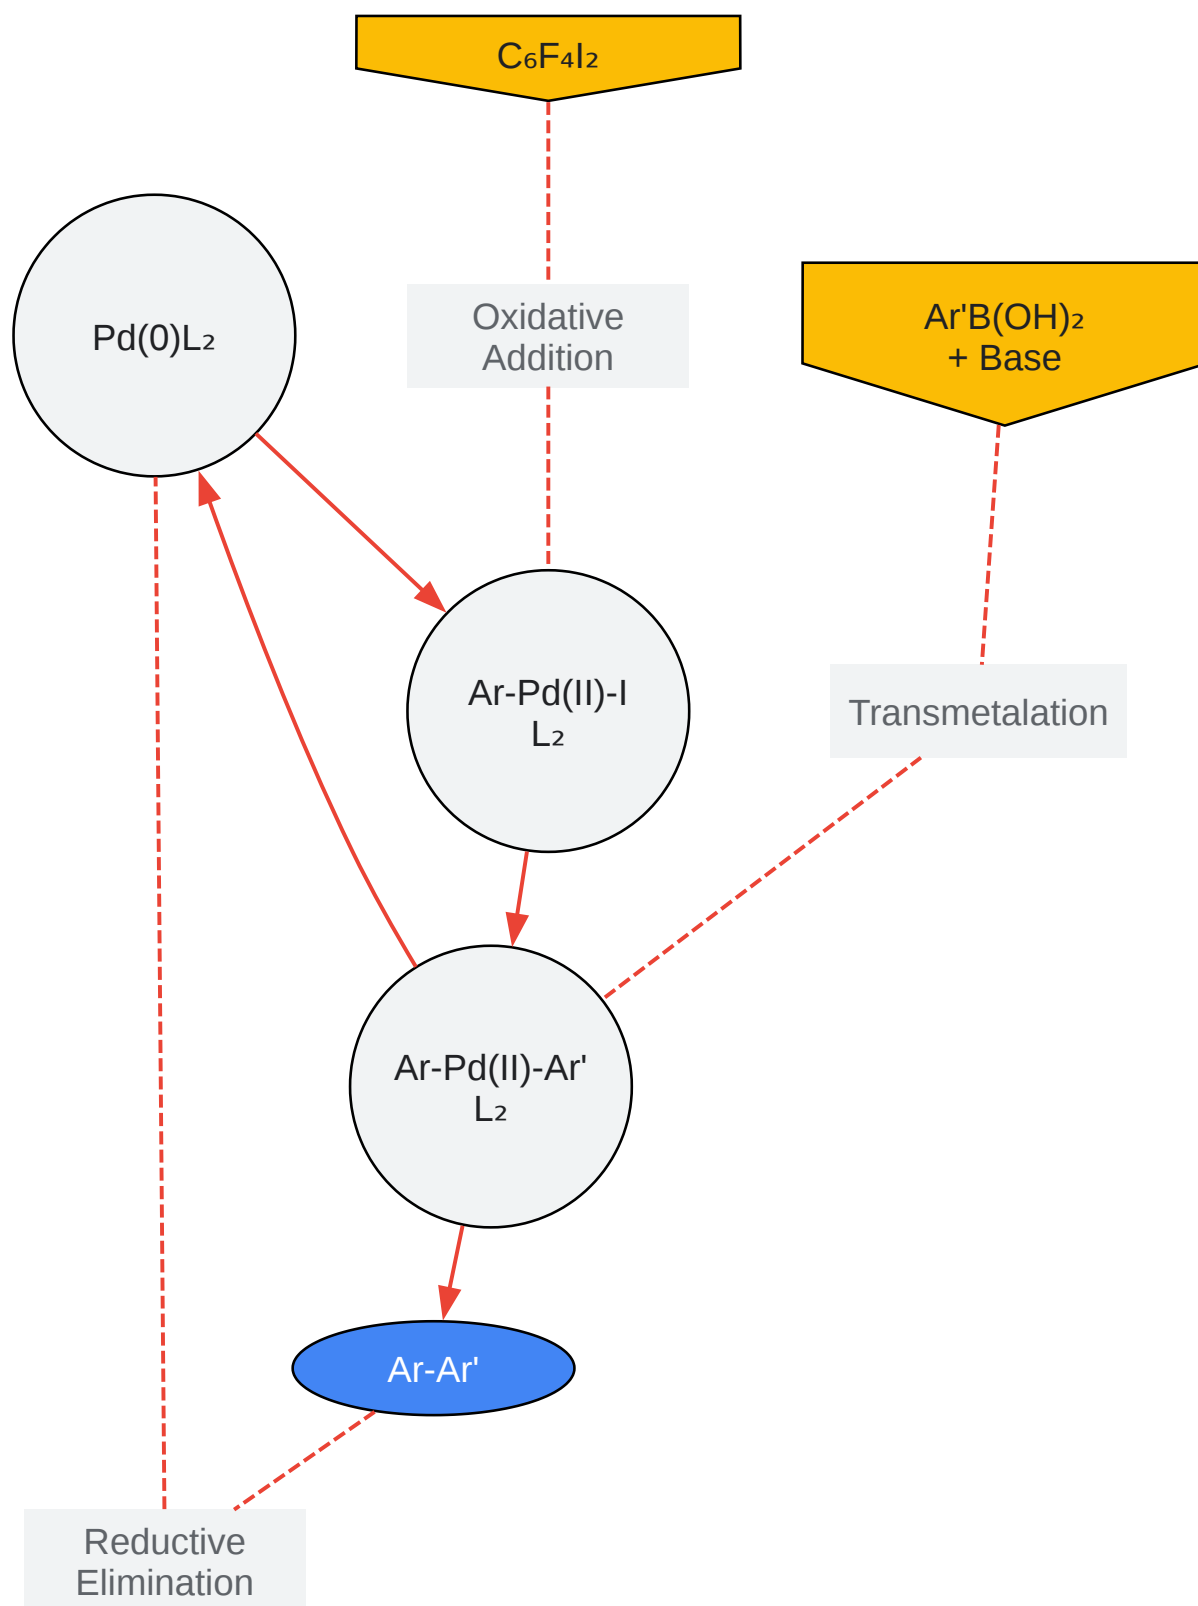 C₆F₄I₂
Pd(0)L₂
Oxidative
Addition
Ar'B(OH)₂
+ Base
Ar-Pd(II)-I
L₂
Transmetalation
Ar-Pd(II)-Ar'
L₂
Ar-Ar'
Reductive
Elimination